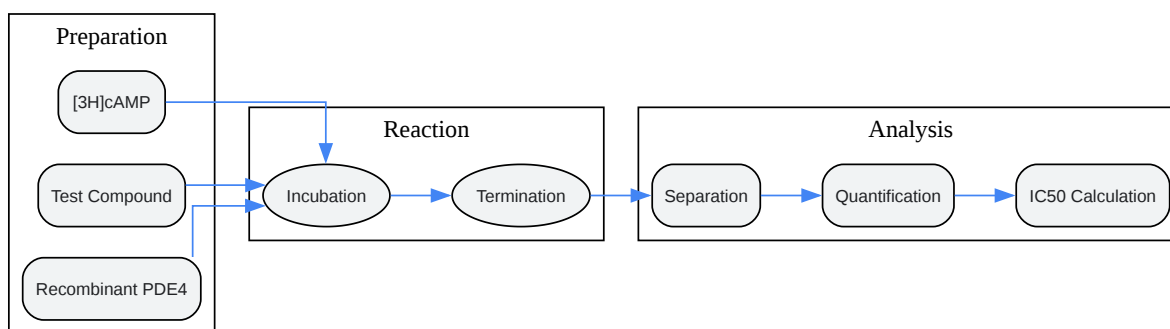 Preparation
[3H]cAMP
Test Compound
Recombinant PDE4
Reaction
Incubation
Termination
Analysis
Separation
Quantification
IC50 Calculation